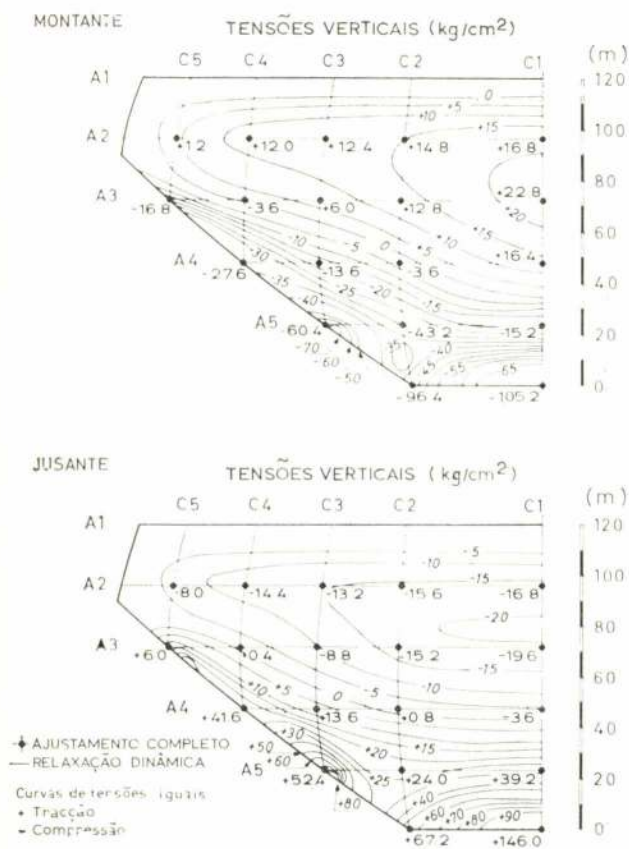 MONTANTE
TENSÕES VERTICAIS (kg/cm2)
C5 C4 C3 C2 C1 (m)
A1 120
0
+5
+10
+15
100
A2 +1.2 +12.0 +12.4 +14.8 +16.8
80
A3 -16.8 -3.6 +6.0 +12.8 +22.8
+20
60
-10 -5 0 +5 +10 +15
-30
A4 -27.6 -13.6 -3.6 +16.4
-35 -25 -20 -15
40
-40
A5 -60.4 -43.2 -15.2
20
-70
-60
-50
-35 -40
-45 -55 -65
-96.4 -105.2
0
JUSANTE
TENSÕES VERTICAIS (kg/cm2)
C5 C4 C3 C2 C1 (m)
A1 120
-5
-10
-15
100
A2 -8.0 -14.4 -13.2 -15.6 -16.8
-20
80
A3 +6.0 -0.4 -8.8 -15.2 -19.6
-15
60
+10 +5 0 -5 -10
A4 +41.6 +13.6 +0.8 -3.6
+30 +20 +15
40
+50
+60
A5 +52.4 +25 +24.0 +39.2
20
+80
+40
+60 +70 +80 +90
+67.2 +146.0
0
AJUSTAMENTO COMPLETO
RELAXAÇÃO DINÂMICA
Curvas de tensões iguais
+ Tracção
- Compressão